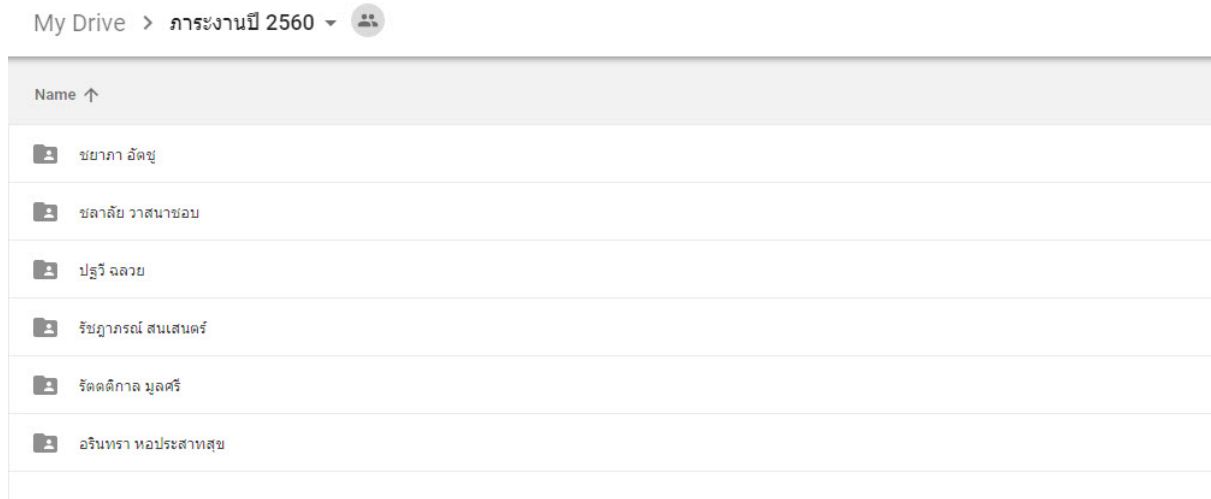 My Drive > ภาระงานปี 2560
Name ↑
ชยาภา อัตชู
ชลาลัย วาสนาชอบ
ปฐวี ฉลวย
รัชฎาภรณ์ สนเสนตร์
รัตตติกาล มูลศรี
อรินทรา หอประสาทสุข